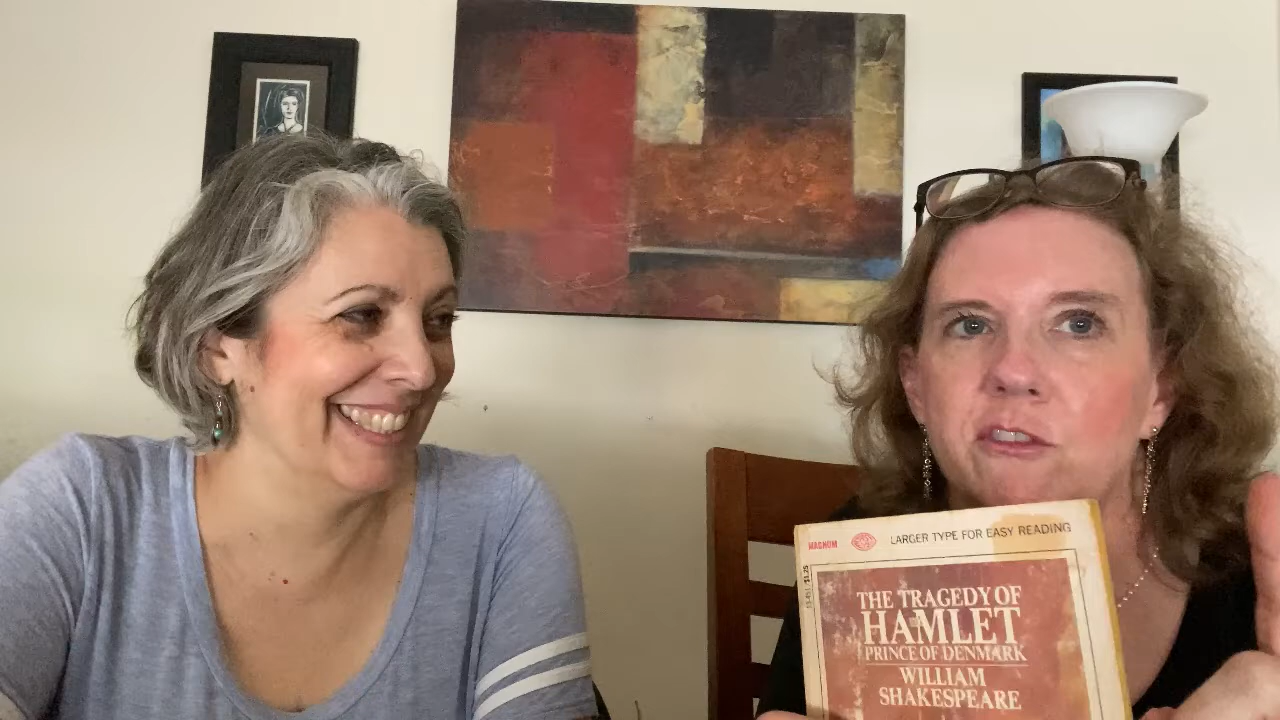 MAGNUM
LARGER TYPE FOR EASY READING
THE TRAGEDY OF
HAMLET
PRINCE OF DENMARK
WILLIAM
SHAKESPEARE